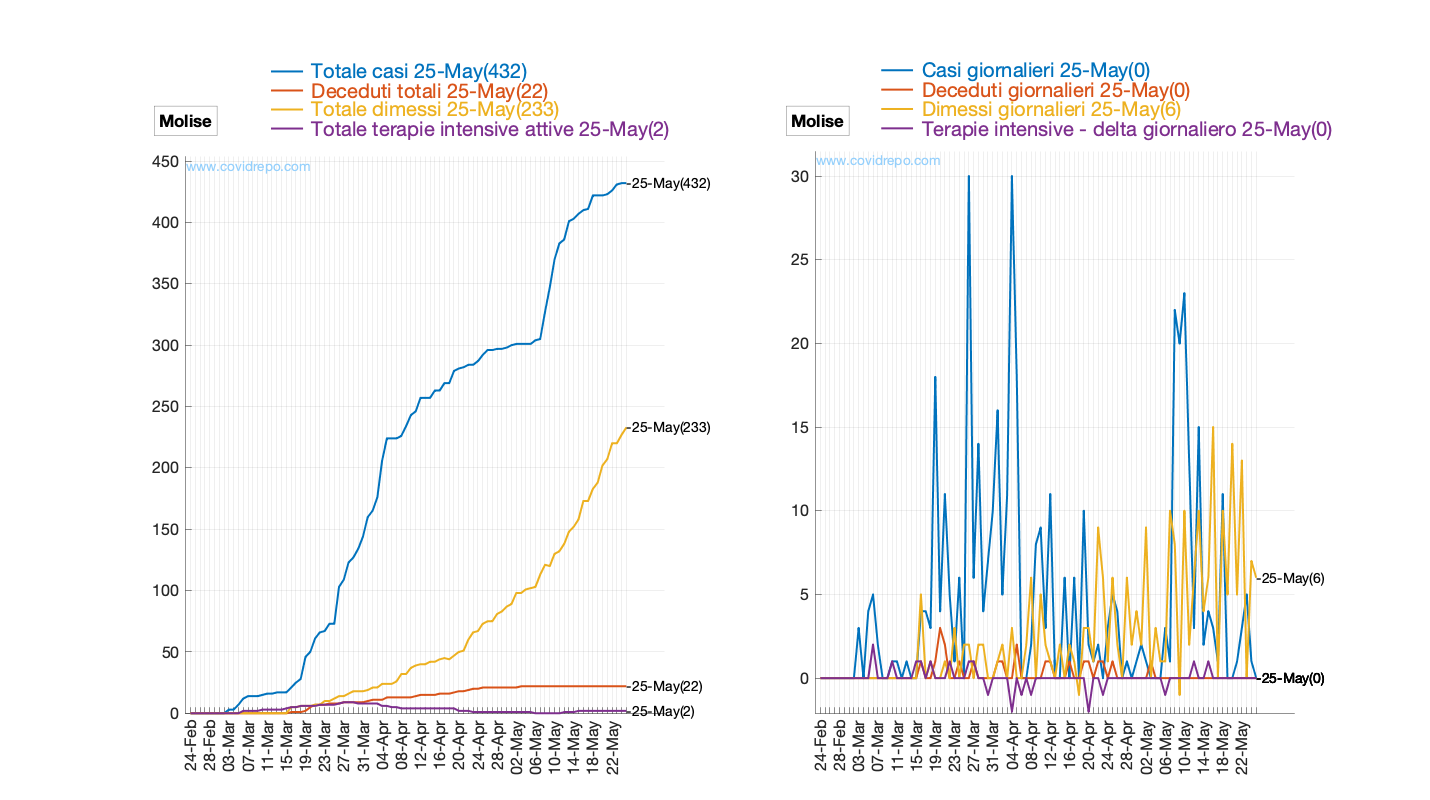 Totale casi 25-May(432)
Deceduti totali 25-May(22)
Totale dimessi 25-May(233)
Totale terapie intensive attive 25-May(2)
Molise
www.covidrepo.com
450
400
350
300
250
200
150
100
50
0
25-May(432)
25-May(233)
25-May(22)
25-May(2)
24-Feb
28-Feb
03-Mar
07-Mar
11-Mar
15-Mar
19-Mar
23-Mar
27-Mar
31-Mar
04-Apr
08-Apr
12-Apr
16-Apr
20-Apr
24-Apr
28-Apr
02-May
06-May
10-May
14-May
18-May
22-May
Casi giornalieri 25-May(0)
Deceduti giornalieri 25-May(0)
Dimessi giornalieri 25-May(6)
Terapie intensive - delta giornaliero 25-May(0)
Molise
www.covidrepo.com
30
25
20
15
10
5
0
25-May(6)
25-May(0)
24-Feb
28-Feb
03-Mar
07-Mar
11-Mar
15-Mar
19-Mar
23-Mar
27-Mar
31-Mar
04-Apr
08-Apr
12-Apr
16-Apr
20-Apr
24-Apr
28-Apr
02-May
06-May
10-May
14-May
18-May
22-May